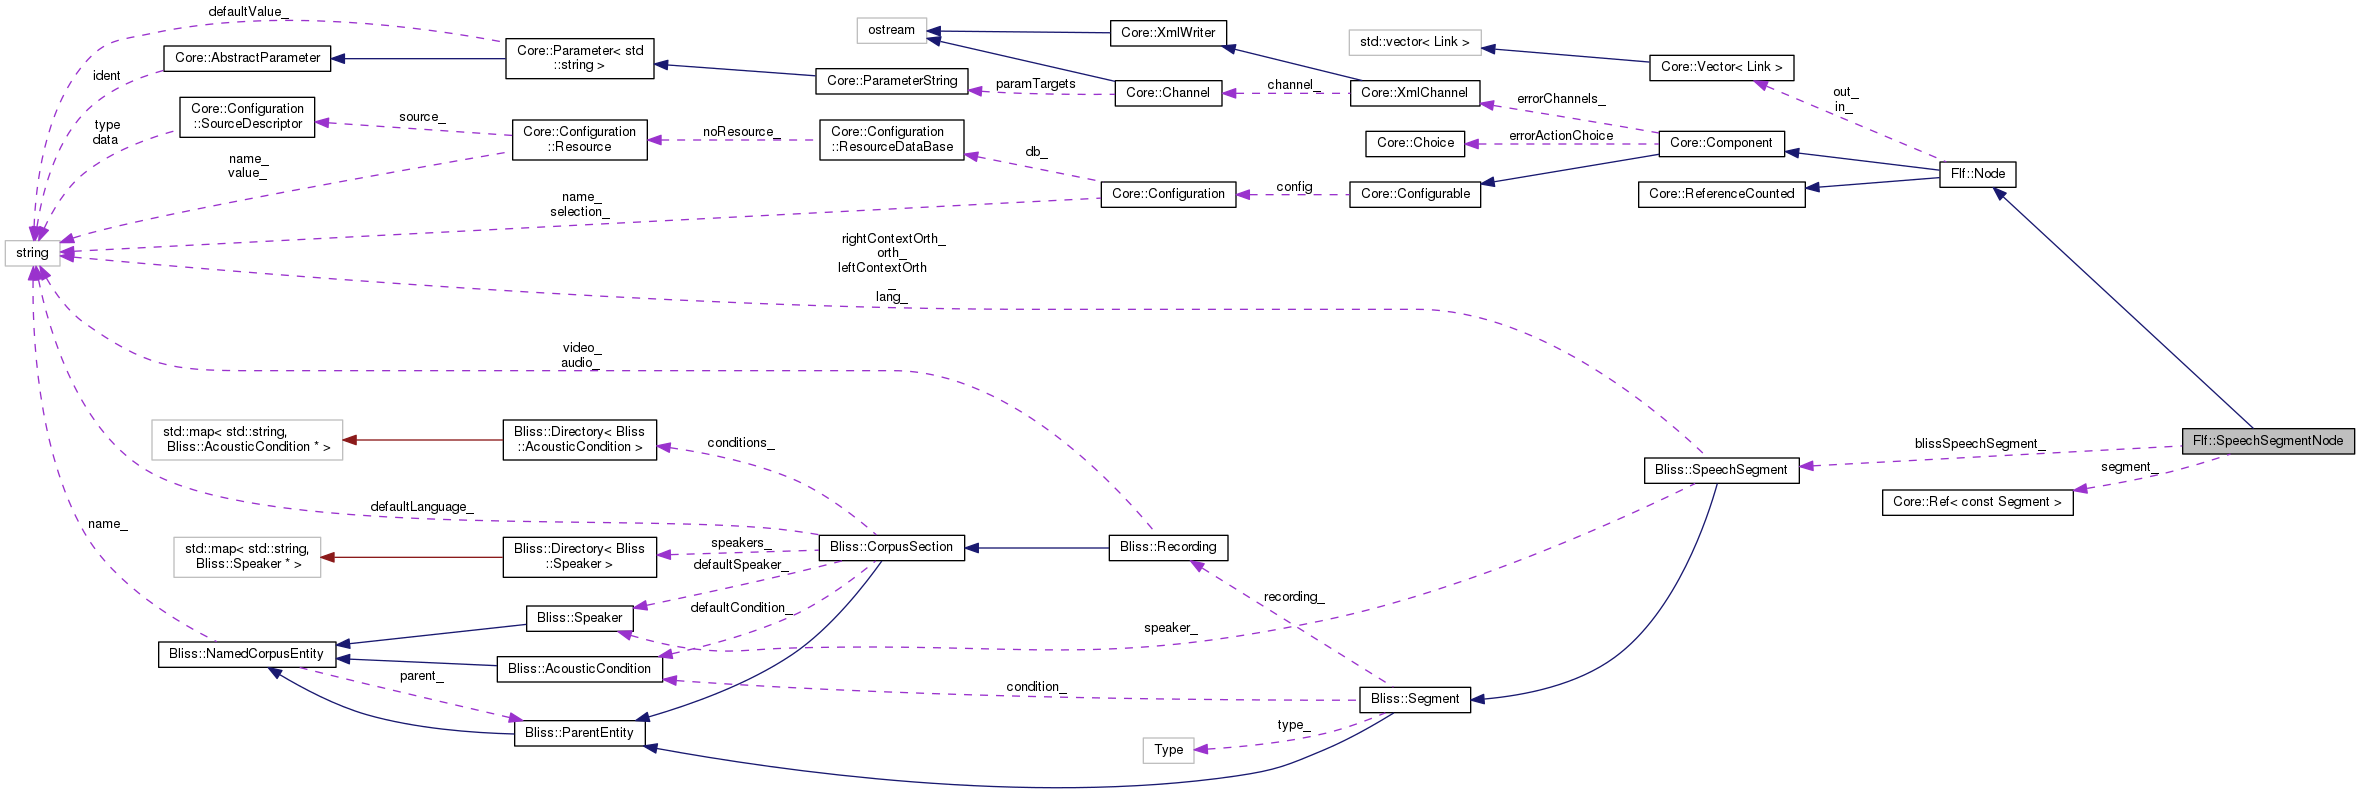 defaultValue_
ostream
Core::XmlWriter
std::vector< Link >
Core::AbstractParameter
Core::Parameter< std
::string >
Core::Vector< Link >
ident
Core::ParameterString
paramTargets
Core::Channel
channel_
Core::XmlChannel
out_
in_
errorChannels_
Core::Configuration
::SourceDescriptor
source_
type
data
Core::Configuration
::Resource
noResource_
Core::Configuration
::ResourceDataBase
Core::Choice
errorActionChoice
Core::Component
db_
name_
value_
Flf::Node
name_
selection_
Core::Configuration
config
Core::Configurable
Core::ReferenceCounted
string
rightContextOrth_
orth_
leftContextOrth
_
lang_
video_
audio_
std::map< std::string,
Bliss::AcousticCondition * >
Bliss::Directory< Bliss
::AcousticCondition >
conditions_
Flf::SpeechSegmentNode
blissSpeechSegment_
segment_
Bliss::SpeechSegment
Core::Ref< const Segment >
defaultLanguage_
name_
std::map< std::string,
Bliss::Speaker * >
Bliss::Directory< Bliss
::Speaker >
speakers_
defaultSpeaker_
Bliss::CorpusSection
Bliss::Recording
recording_
defaultCondition_
Bliss::Speaker
speaker_
Bliss::NamedCorpusEntity
Bliss::AcousticCondition
parent_
condition_
Bliss::Segment
type_
Bliss::ParentEntity
Type